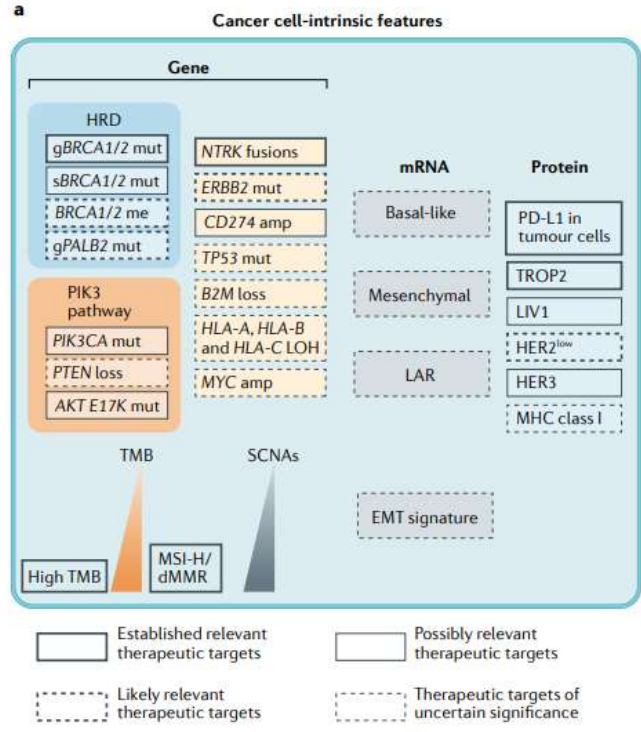 a
Cancer cell-intrinsic features
Gene
HRD
gBRCA1/2 mut
sBRCA1/2 mut
BRCA1/2 me
gPALB2 mut
PIK3
pathway
PIK3CA mut
PTEN loss
AKT E17K mut
NTRK fusions
ERBB2 mut
CD274 amp
TP53 mut
B2M loss
HLA-A, HLA-B
and HLA-C LOH
MYC amp
mRNA
Basal-like
Mesenchymal
LAR
EMT signature
Protein
PD-L1 in
tumour cells
TROP2
LIV1
HER2low
HER3
MHC class I
TMB
High TMB
MSI-H/
dMMR
SCNAs
Established relevant
therapeutic targets
Possibly relevant
therapeutic targets
Likely relevant
therapeutic targets
Therapeutic targets of
uncertain significance